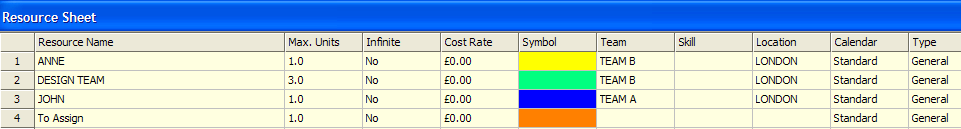 Resource Sheet
Resource Name Max. Units Infinite Cost Rate Symbol Team Skill Location Calendar Type
1 ANNE 1.0 No £0.00 TEAM B LONDON Standard General
2 DESIGN TEAM 3.0 No £0.00 TEAM B LONDON Standard General
3 JOHN 1.0 No £0.00 TEAM A LONDON Standard General
4 To Assign 1.0 No £0.00 Standard General